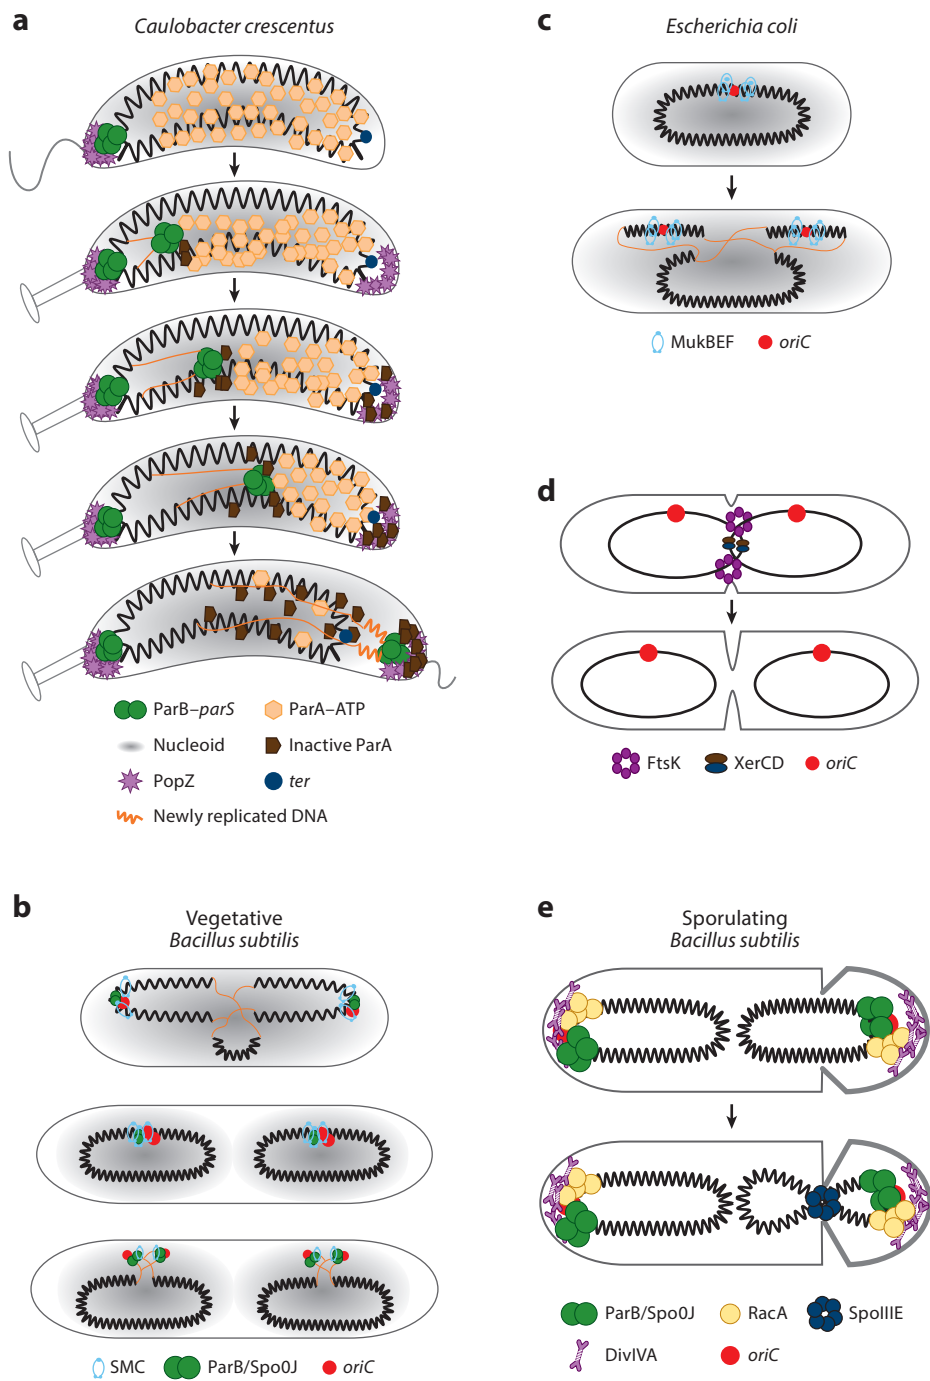 a
Caulobacter crescentus
ParB–parS
ParA–ATP
Nucleoid
Inactive ParA
PopZ
ter
Newly replicated DNA
b
Vegetative
Bacillus subtilis
SMC
ParB/Spo0J
oriC
c
Escherichia coli
MukBEF
oriC
d
FtsK
XerCD
oriC
e
Sporulating
Bacillus subtilis
ParB/Spo0J
RacA
SpoIIIE
DivIVA
oriC